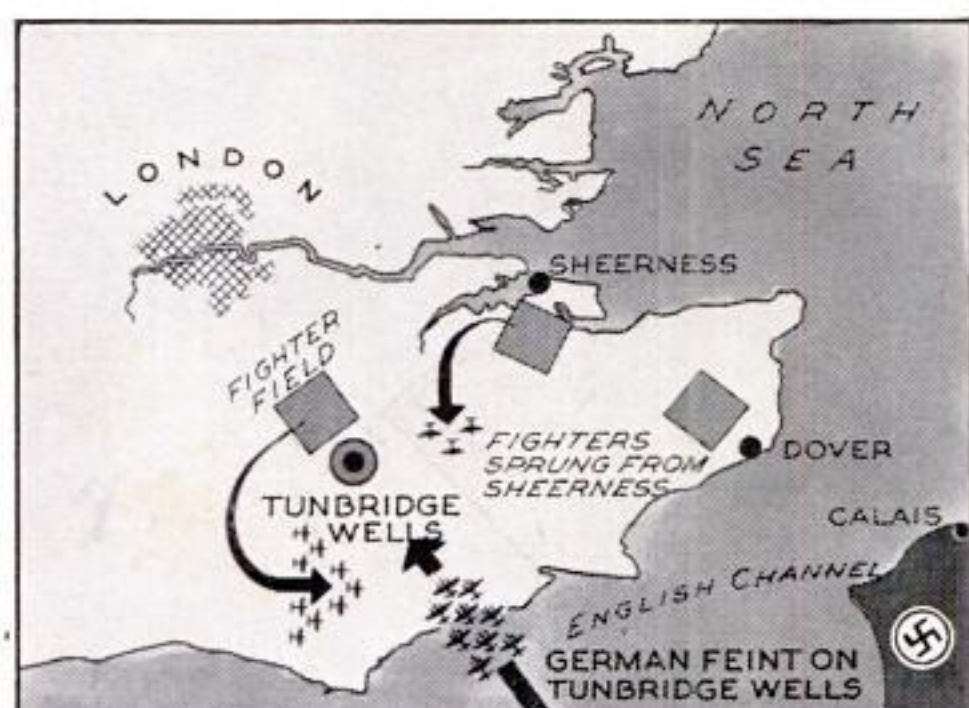 LONDON
NORTH
SEA
SHEERNESS
FIGHTER
FIELD
FIGHTERS
SPRUNG FROM
SHEERNESS
DOVER
TUNBRIDGE
WELLS
CALAIS
ENGLISH CHANNEL
GERMAN FEINT ON
TUNBRIDGE WELLS